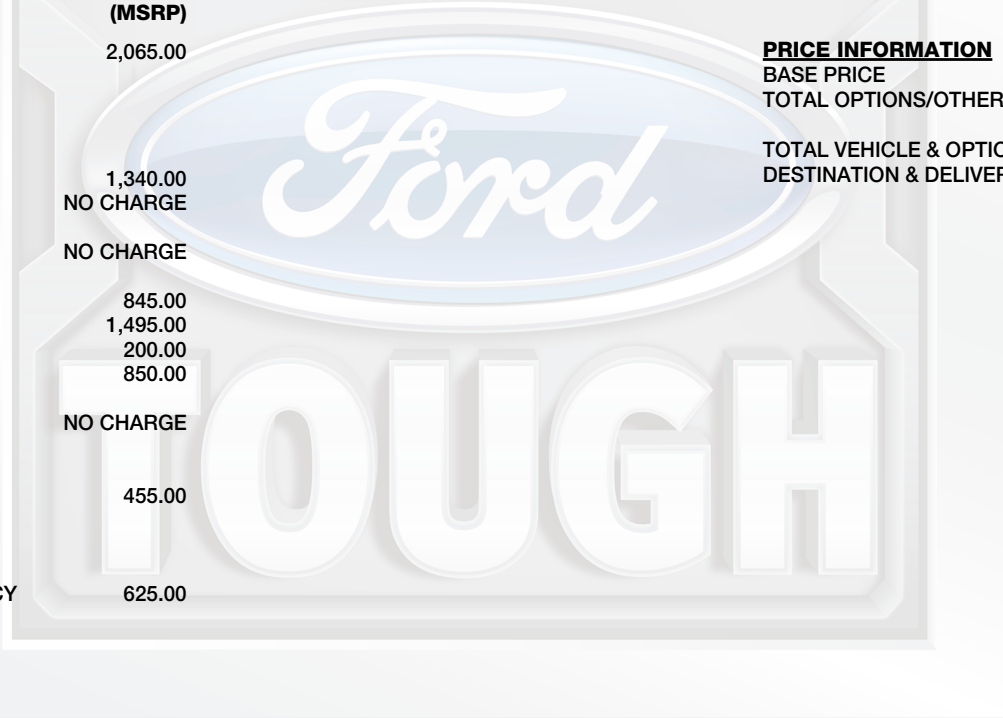 (MSRP)
2,065.00
1,340.00
NO CHARGE
NO CHARGE
845.00
1,495.00
200.00
850.00
NO CHARGE
455.00
CY 625.00
PRICE INFORMATION
BASE PRICE
TOTAL OPTIONS/OTHER
TOTAL VEHICLE & OPTIO
DESTINATION & DELIVER
Ford
TOUGH